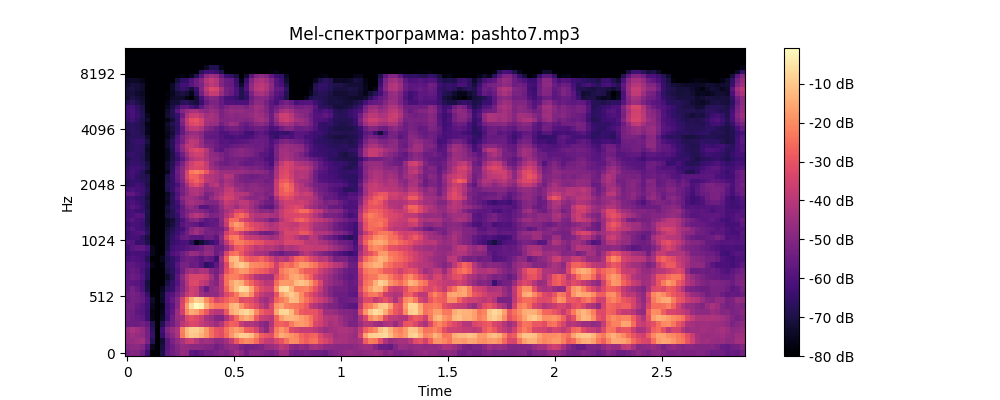 Mel-спектрограмма: pashto7.mp3
8192
4096
2048
1024
512
0
Hz
0
0.5
1
1.5
2
2.5
Time
-10 dB
-20 dB
-30 dB
-40 dB
-50 dB
-60 dB
-70 dB
-80 dB